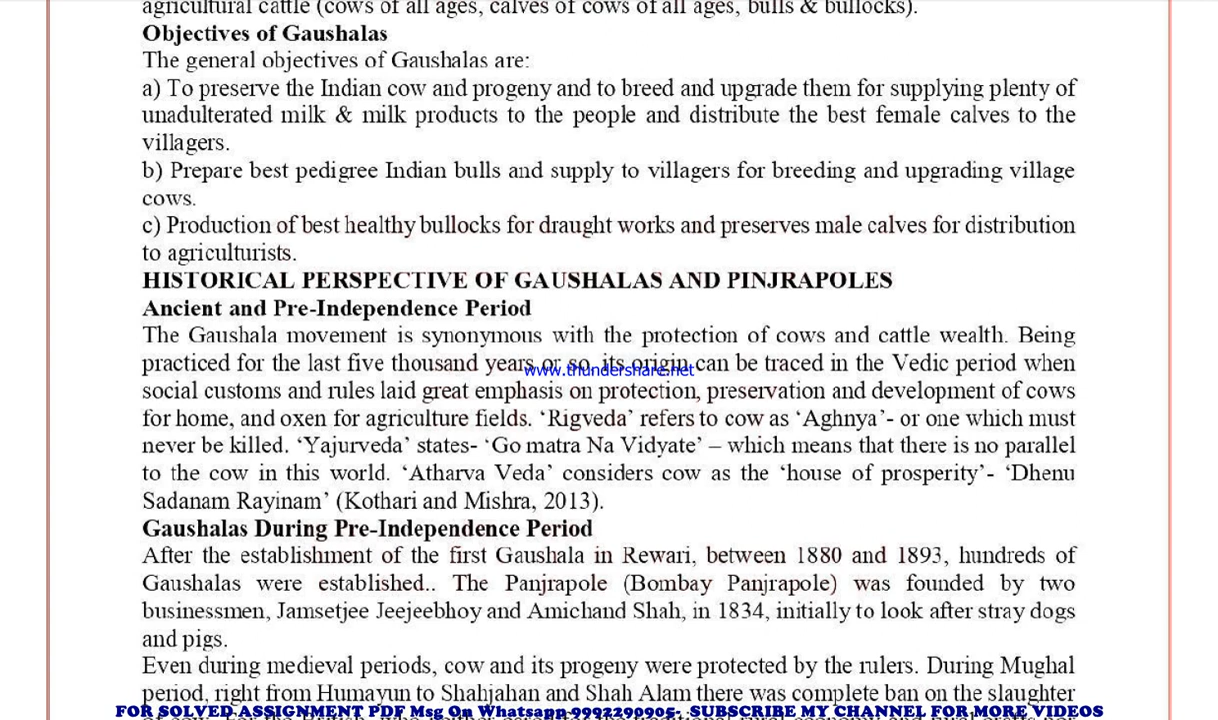 agricultural cattle (cows of all ages, calves of cows of all ages, bulls & bullocks).
Objectives of Gaushalas
The general objectives of Gaushalas are:
a) To preserve the Indian cow and progeny and to breed and upgrade them for supplying plenty of
unadulterated milk & milk products to the people and distribute the best female calves to the
villagers.
b) Prepare best pedigree Indian bulls and supply to villagers for breeding and upgrading village
cows.
c) Production of best healthy bullocks for draught works and preserves male calves for distribution
to agriculturists.
HISTORICAL PERSPECTIVE OF GAUSHALAS AND PINJRAPOLES
Ancient and Pre-Independence Period
The Gaushala movement is synonymous with the protection of cows and cattle wealth. Being
practiced for the last five thousand years or so, its origin can be traced in the Vedic period when
www.thundershare.net
social customs and rules laid great emphasis on protection, preservation and development of cows
for home, and oxen for agriculture fields. ‘Rigveda’ refers to cow as ‘Aghnya’- or one which must
never be killed. ‘Yajurveda’ states- ‘Go matra Na Vidyate’ – which means that there is no parallel
to the cow in this world. ‘Atharva Veda’ considers cow as the ‘house of prosperity’- ‘Dhenu
Sadanam Rayinam’ (Kothari and Mishra, 2013).
Gaushalas During Pre-Independence Period
After the establishment of the first Gaushala in Rewari, between 1880 and 1893, hundreds of
Gaushalas were established.. The Panjrapole (Bombay Panjrapole) was founded by two
businessmen, Jamsetjee Jeejeebhoy and Amichand Shah, in 1834, initially to look after stray dogs
and pigs.
Even during medieval periods, cow and its progeny were protected by the rulers. During Mughal
period, right from Humayun to Shahjahan and Shah Alam there was complete ban on the slaughter
FOR SOLVED ASSIGNMENT PDF Msg On Whatsapp-9992290905- SUBSCRIBE MY CHANNEL FOR MORE VIDEOS